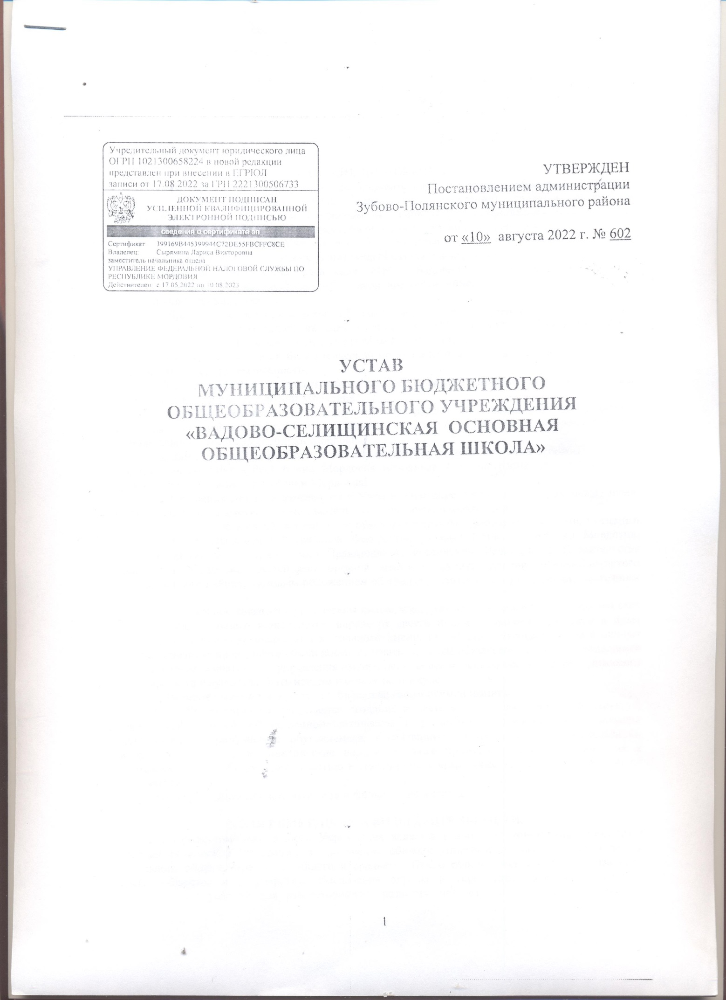 Учредительный документ юридического лица
ОГРН 1021300658224 в новой редакции
представлен при внесении в ЕГРЮЛ
записи от 17.08.2022 за ГРН 2221300506733
ДОКУМЕНТ ПОДПИСАН
УСИЛЕННОЙ КВАЛИФИЦИРОВАННОЙ
ЭЛЕКТРОННОЙ ПОДПИСЬЮ
сведения о сертификате эп
Сертификат: 399169B445399944C72DE55FBCFFC8CE
Владелец: Сырямина Лариса Викторовна
заместитель начальника отдела
УПРАВЛЕНИЕ ФЕДЕРАЛЬНОЙ НАЛОГОВОЙ СЛУЖБЫ ПО
РЕСПУБЛИКЕ МОРДОВИЯ
Действителен: с 17.05.2022 по 10.08.2023
УТВЕРЖДЕН
Постановлением администрации
Зубово-Полянского муниципального района
от «10» августа 2022 г. № 602
УСТАВ
МУНИЦИПАЛЬНОГО БЮДЖЕТНОГО
ОБЩЕОБРАЗОВАТЕЛЬНОГО УЧРЕЖДЕНИЯ
«ВАДОВО-СЕЛИЩИНСКАЯ ОСНОВНАЯ
ОБЩЕОБРАЗОВАТЕЛЬНАЯ ШКОЛА»
1